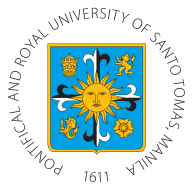 PONTIFICAL AND ROYAL UNIVERSITY OF SANTO TOMAS, MANILA
1611